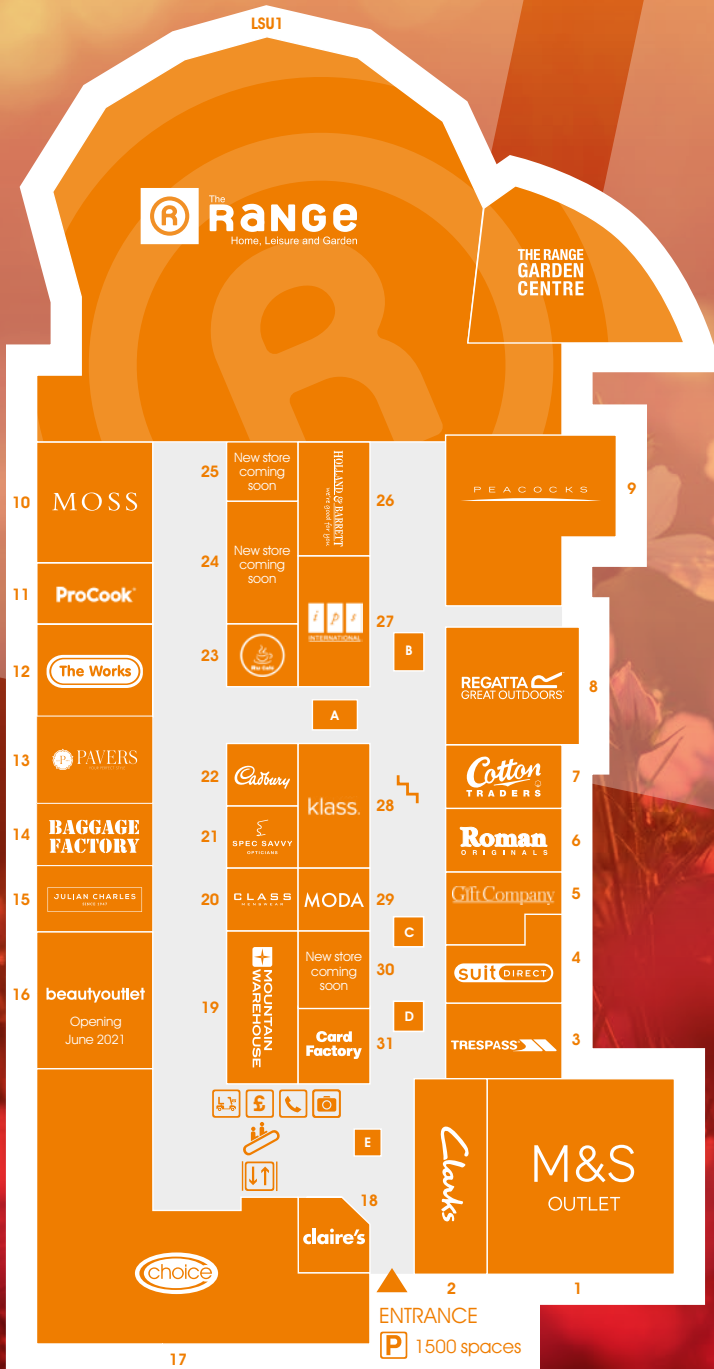 LSU1
The
RANGE
Home, Leisure and Garden
R
THE RANGE
GARDEN
CENTRE
10
MOSS
25
New store
coming
soon
HOLLAND & BARRETT
we're good for you
26
PEACOCKS
9
11
ProCook
24
New store
coming
soon
ips
INTERNATIONAL
27
12
The Works
23
B
REGATTA
GREAT OUTDOORS
8
A
13
P
PAVERS
22
Cadbury
klass.
28
Cotton
TRADERS
7
14
BAGGAGE
FACTORY
21
SPEC SAVVY
OPTICIANS
Roman
ORIGINALS
6
15
JULIAN CHARLES
SINCE 1947
20
CLASS
MENSWEAR
MODA
29
Gift Company
5
C
16
beautyoutlet
Opening
June 2021
19
MOUNTAIN
WAREHOUSE
New store
coming
soon
30
suit DIRECT
4
D
Card
Factory
31
TRESPASS
3
£
E
Clarks
M&S
OUTLET
18
claire's
choice
2
1
ENTRANCE
P 1500 spaces
17